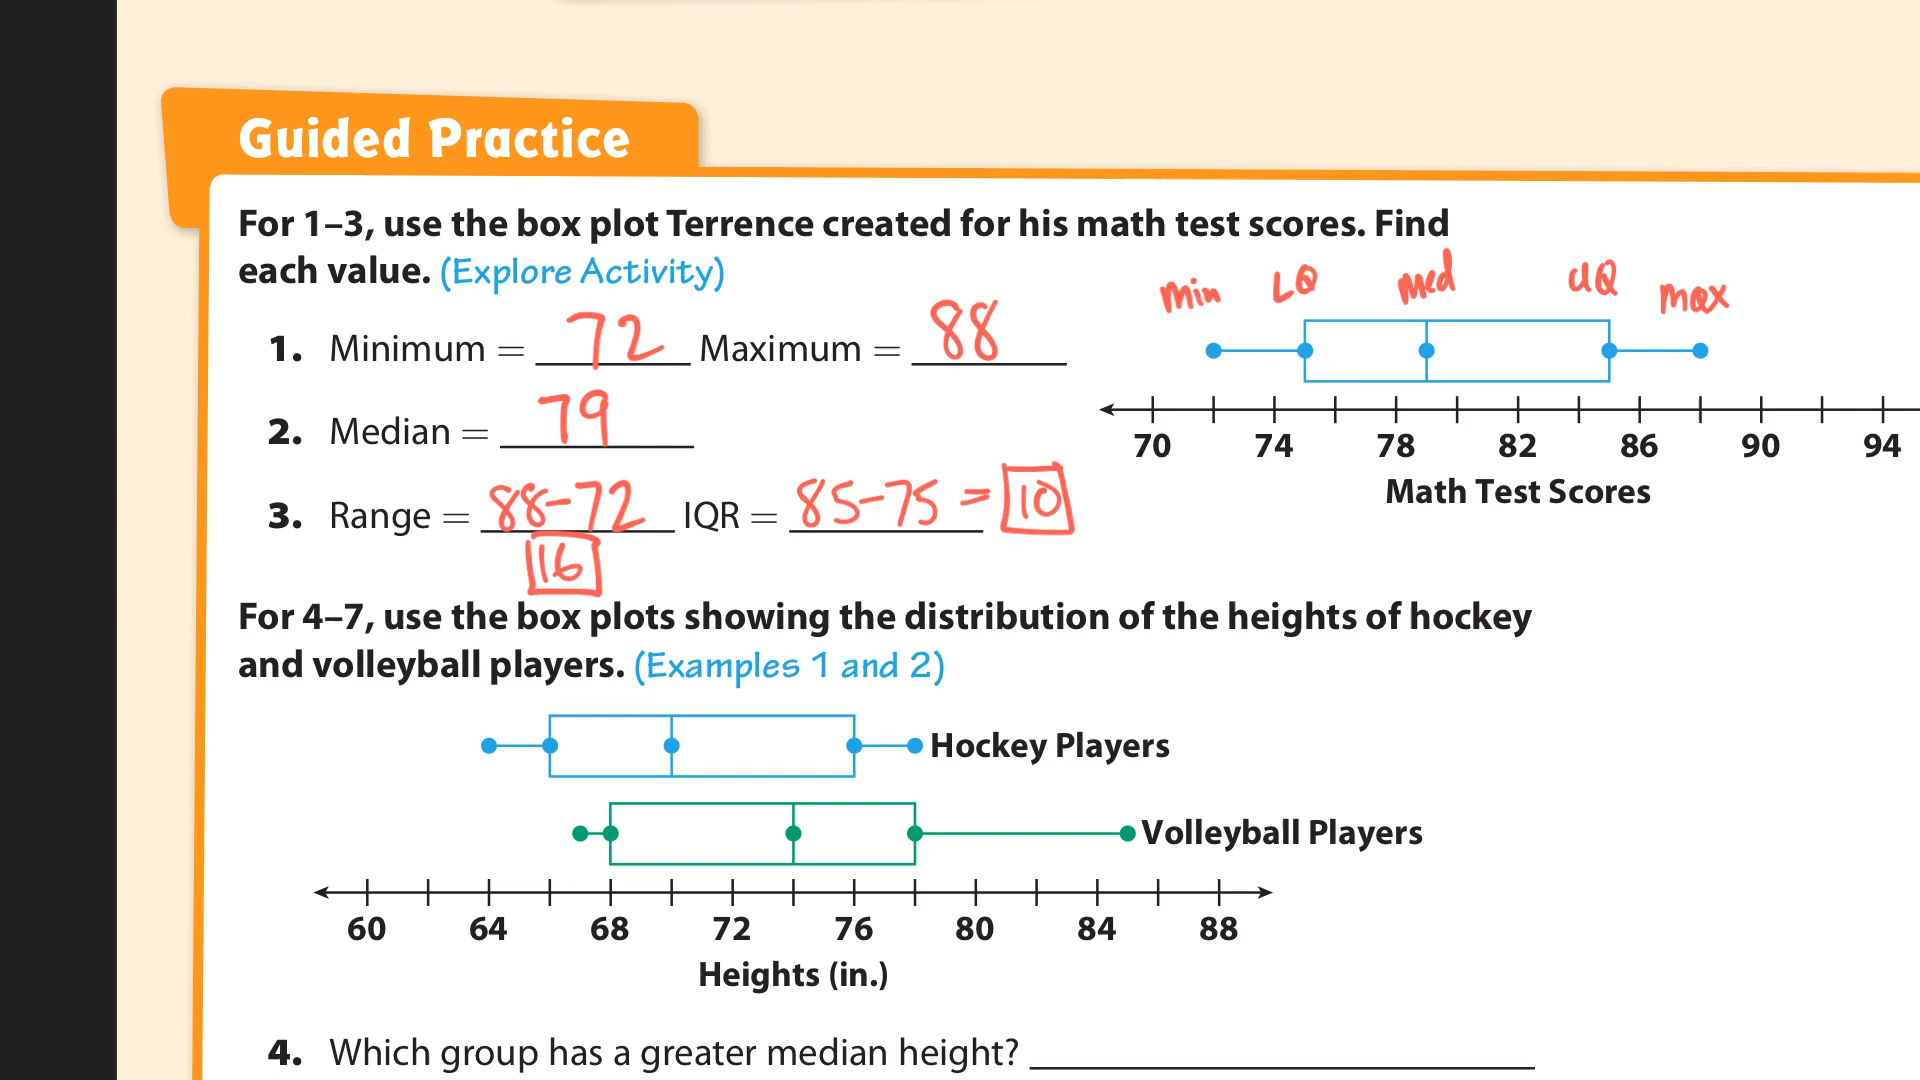 Guided Practice
For 1–3, use the box plot Terrence created for his math test scores. Find
each value. (Explore Activity)
min LQ med UQ max
1. Minimum = 72 Maximum = 88
2. Median = 79
70 74 78 82 86 90 94
Math Test Scores
3. Range = 88-72 IQR = 85-75 = 10
16
For 4–7, use the box plots showing the distribution of the heights of hockey
and volleyball players. (Examples 1 and 2)
Hockey Players
Volleyball Players
60 64 68 72 76 80 84 88
Heights (in.)
4. Which group has a greater median height?